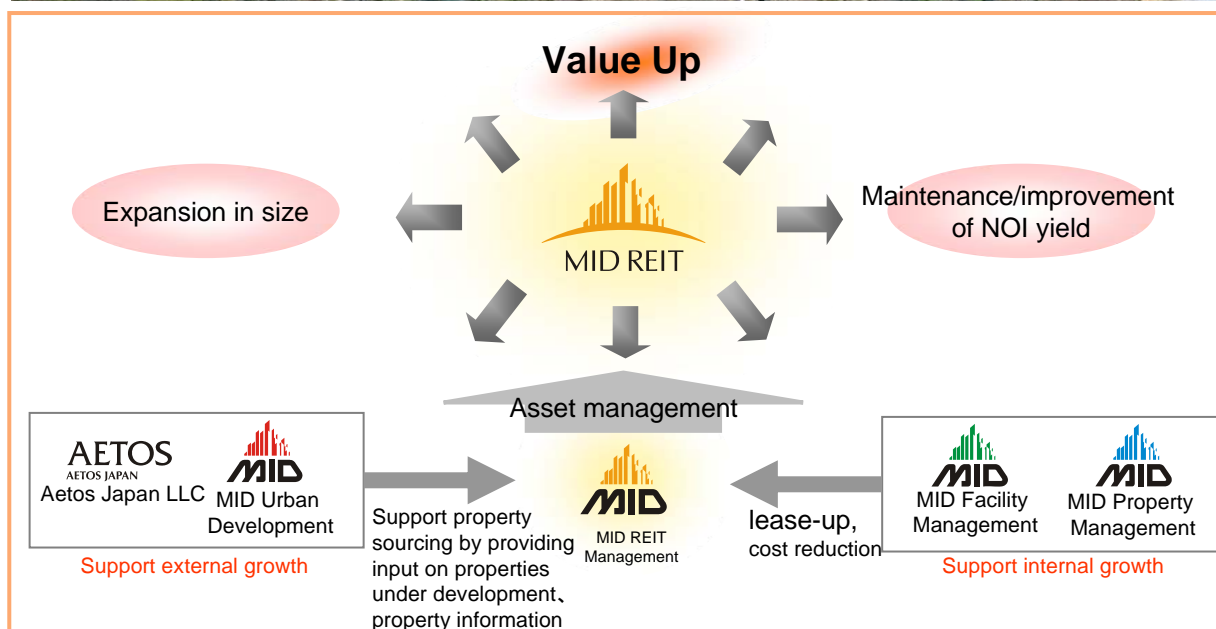 Value Up
Expansion in size
Maintenance/improvement
of NOI yield
MID REIT
Asset management
AETOS
AETOS JAPAN
Aetos Japan LLC
MID
MID Urban
Development
Support external growth
Support property
sourcing by providing
input on properties
under development、
property information
MID
MID REIT
Management
lease-up,
cost reduction
MID
MID Facility
Management
MID
MID Property
Management
Support internal growth